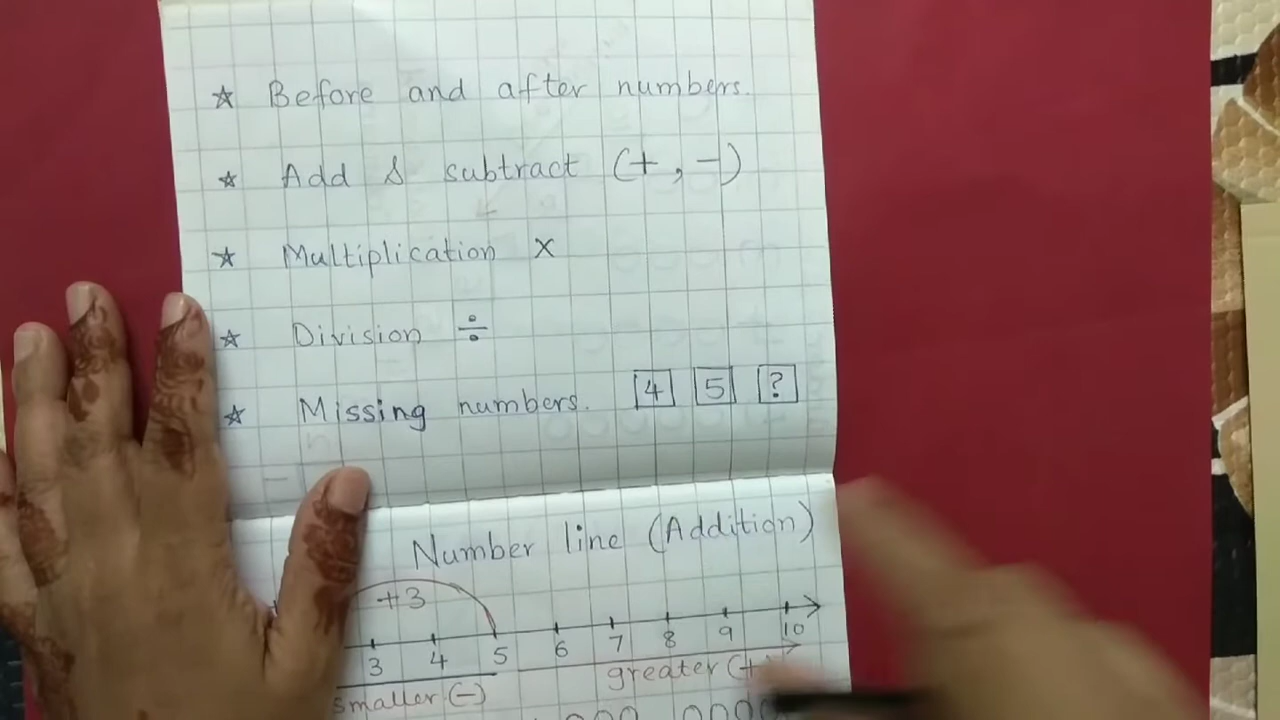 ☆ Before and after numbers.
☆ Add & subtract (+, -)
☆ Multiplication ×
☆ Division ÷
☆ Missing numbers. 4 5 ?
Number line (Addition)
+3
3 4 5 6 7 8 9 10
smaller (-) greater (+)